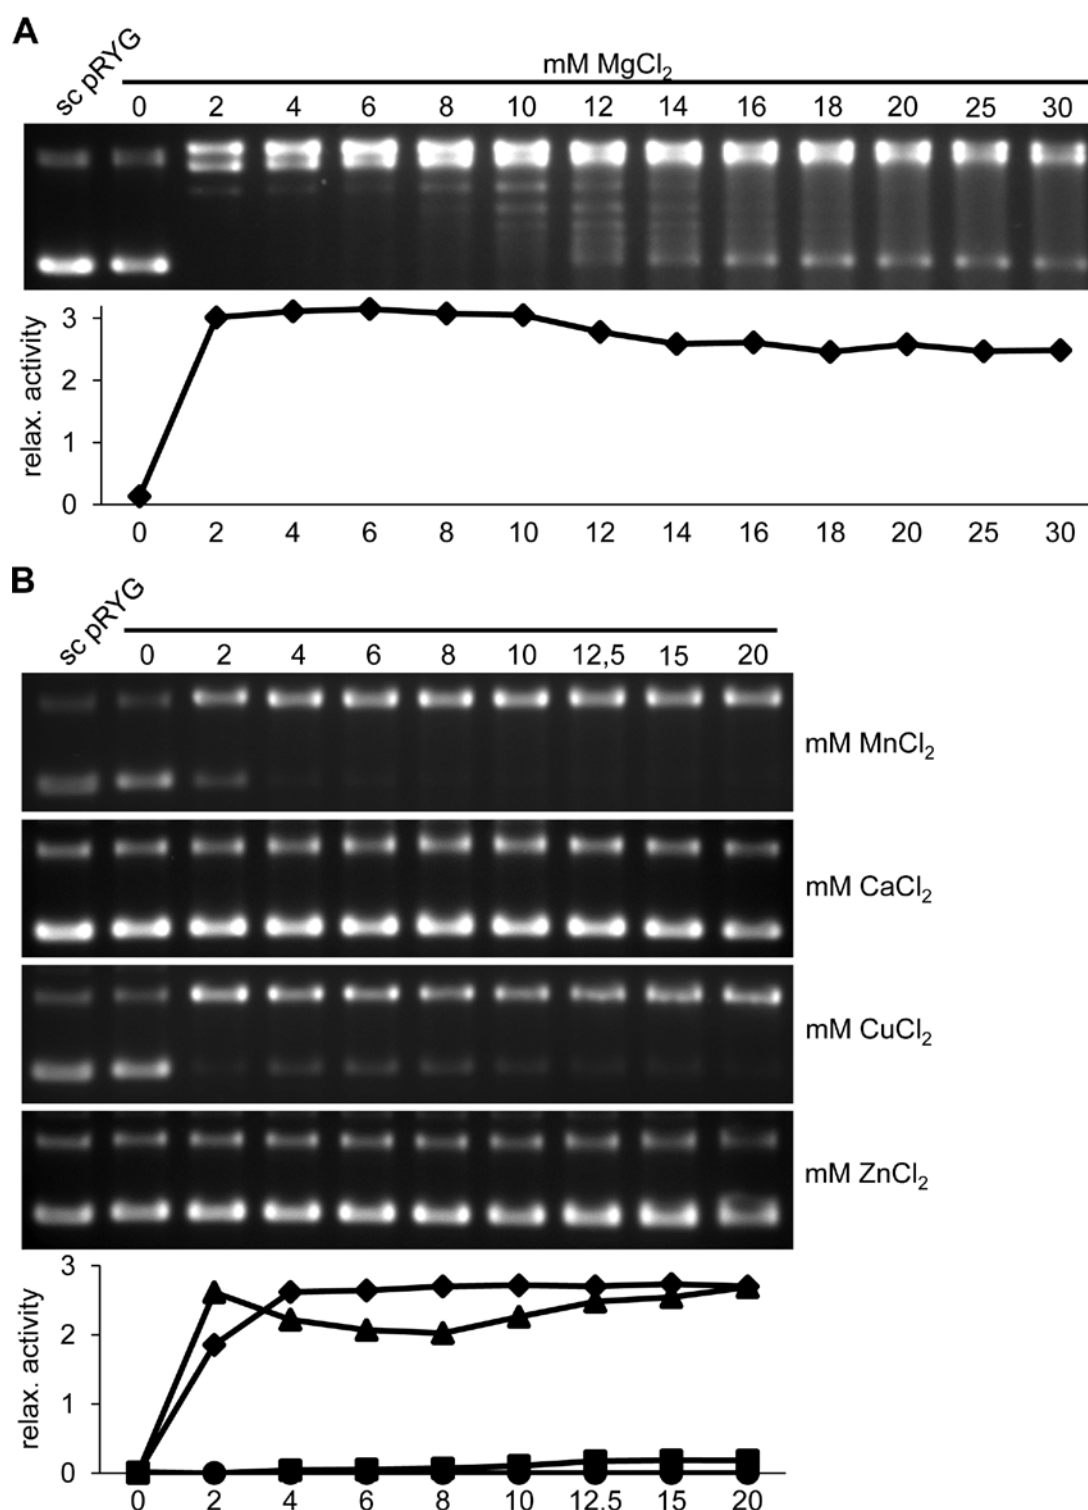 A
sc pRYG
mM MgCl₂
0 2 4 6 8 10 12 14 16 18 20 25 30
relax. activity
3
2
1
0
0 2 4 6 8 10 12 14 16 18 20 25 30
B
sc pRYG
0 2 4 6 8 10 12,5 15 20
mM MnCl₂
mM CaCl₂
mM CuCl₂
mM ZnCl₂
relax. activity
3
2
1
0
0 2 4 6 8 10 12,5 15 20